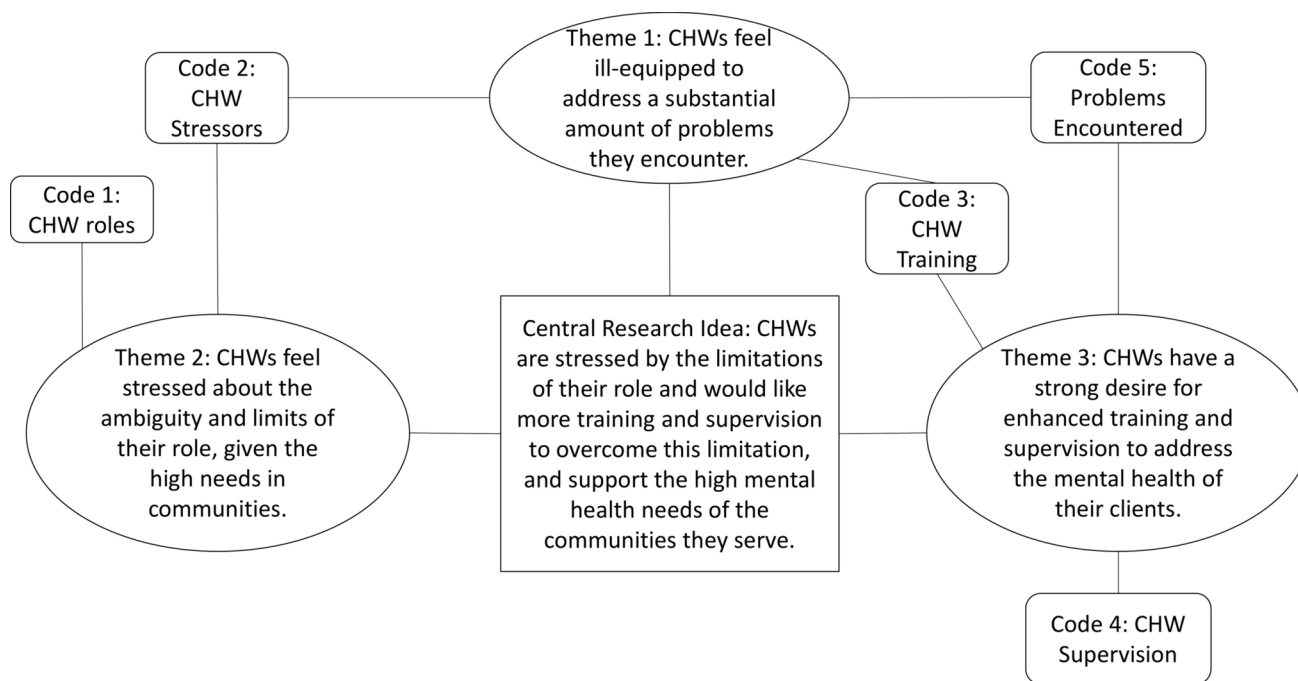 Theme 1: CHWs feel
ill-equipped to
address a substantial
amount of problems
they encounter.
Code 2:
CHW
Stressors
Code 5:
Problems
Encountered
Code 1:
CHW roles
Code 3:
CHW
Training
Theme 2: CHWs feel
stressed about the
ambiguity and limits of
their role, given the
high needs in
communities.
Central Research Idea: CHWs
are stressed by the limitations
of their role and would like
more training and supervision
to overcome this limitation,
and support the high mental
health needs of the
communities they serve.
Theme 3: CHWs have a
strong desire for
enhanced training and
supervision to address
the mental health of
their clients.
Code 4: CHW
Supervision